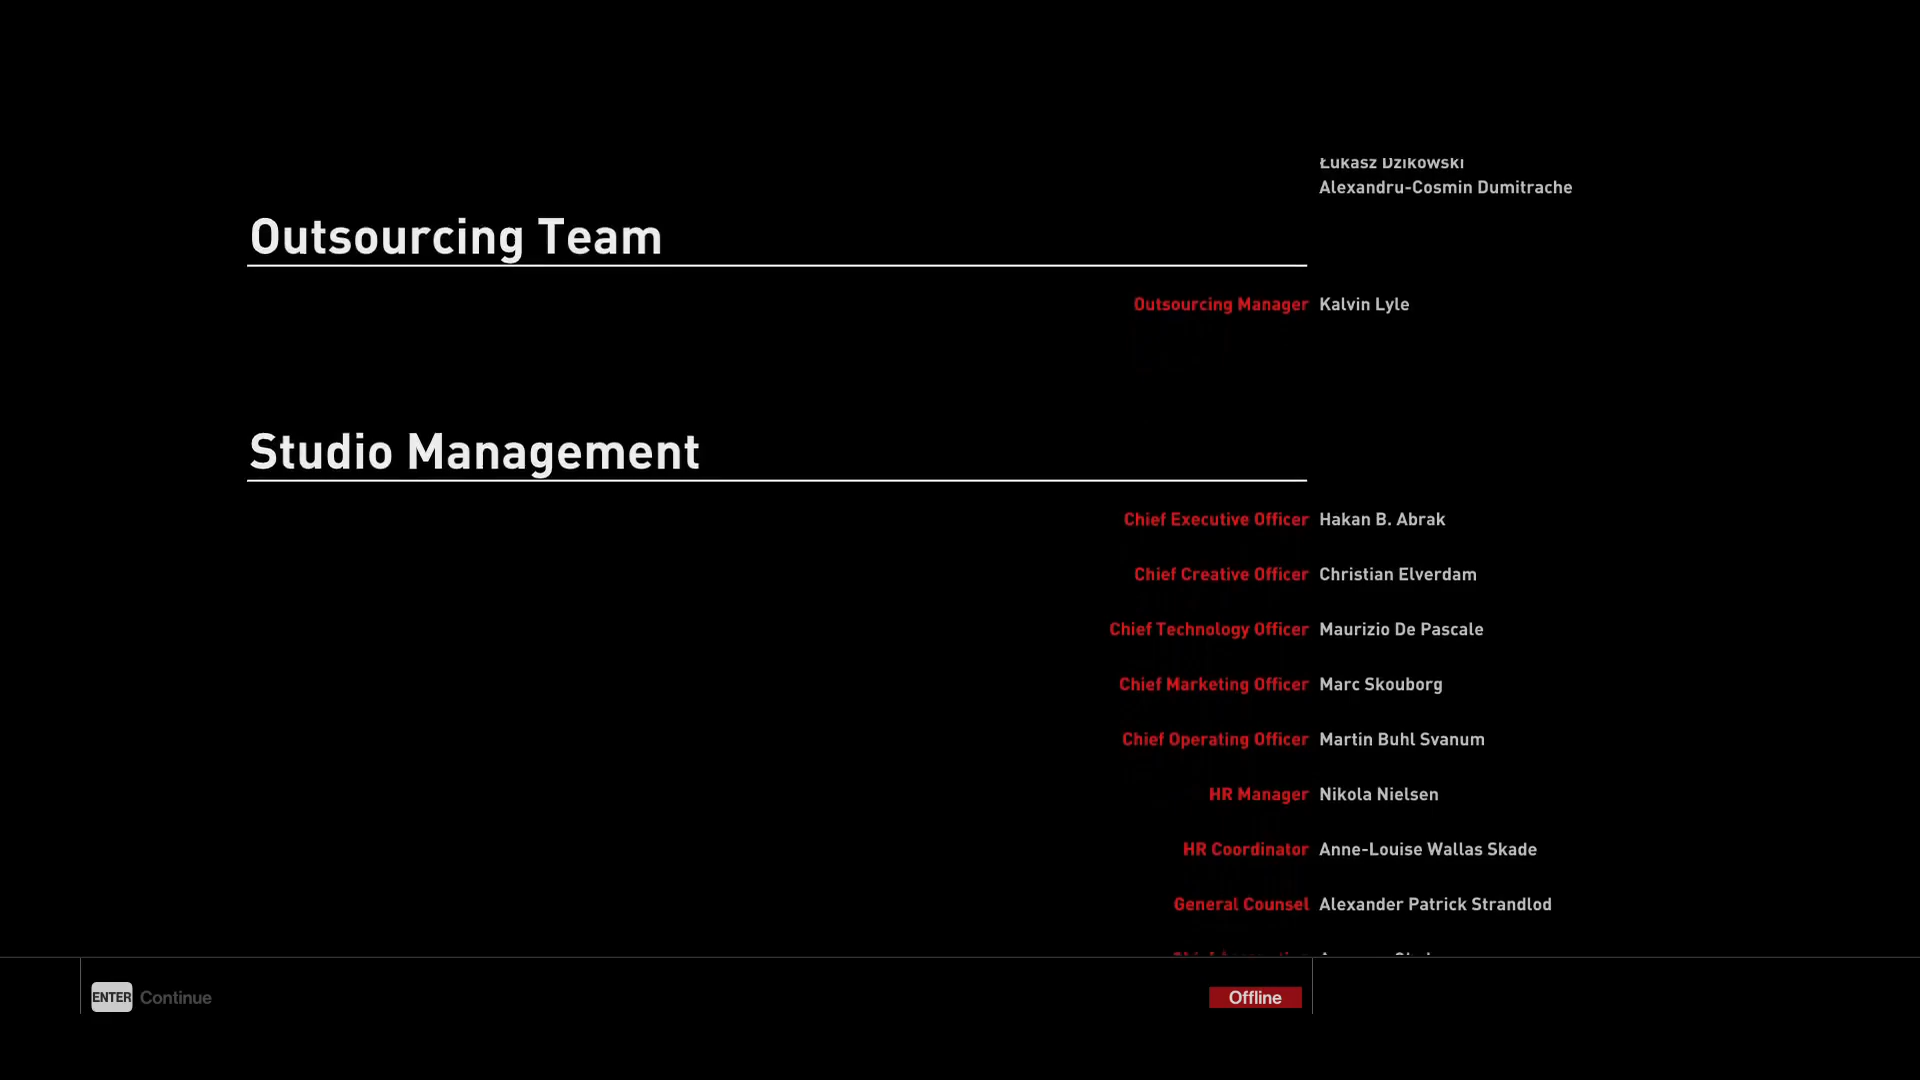 Łukasz Dzikowski
Alexandru-Cosmin Dumitrache
Outsourcing Team
Outsourcing Manager Kalvin Lyle
Studio Management
Chief Executive Officer Hakan B. Abrak
Chief Creative Officer Christian Elverdam
Chief Technology Officer Maurizio De Pascale
Chief Marketing Officer Marc Skouborg
Chief Operating Officer Martin Buhl Svanum
HR Manager Nikola Nielsen
HR Coordinator Anne-Louise Wallas Skade
General Counsel Alexander Patrick Strandlod
ENTER Continue
Offline